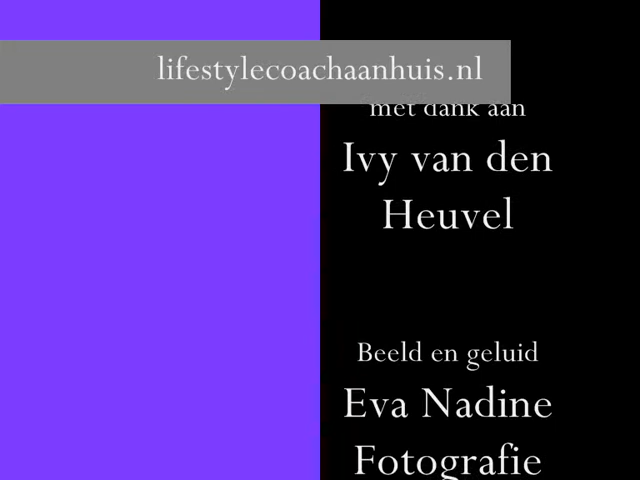 lifestylecoachaanhuis.nl
met dank aan
Ivy van den
Heuvel
Beeld en geluid
Eva Nadine
Fotografie